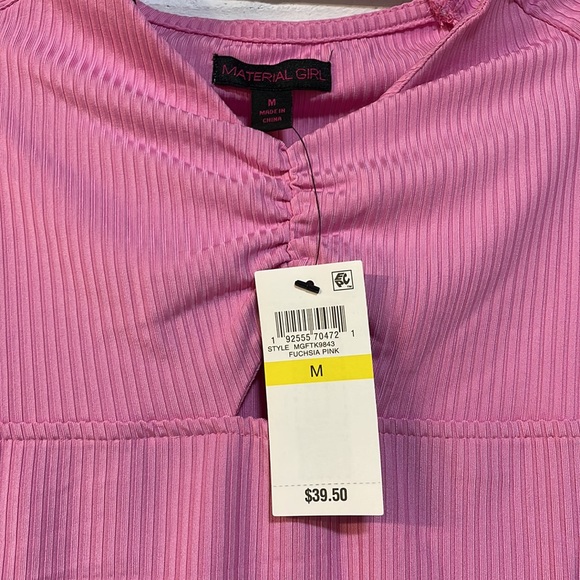 MATERIAL GIRL
M
MADE IN
CHINA
1 92555 70472 1
STYLE MGFTK9843
FUCHSIA PINK
M
$39.50